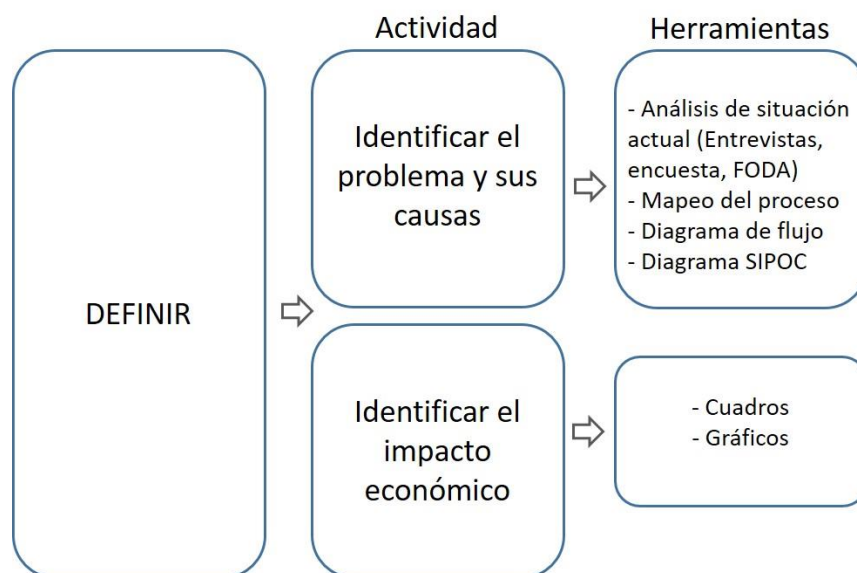 Actividad
Herramientas
DEFINIR
Identificar el
problema y sus
causas
- Análisis de situación
actual (Entrevistas,
encuesta, FODA)
- Mapeo del proceso
- Diagrama de flujo
- Diagrama SIPOC
Identificar el
impacto
económico
- Cuadros
- Gráficos